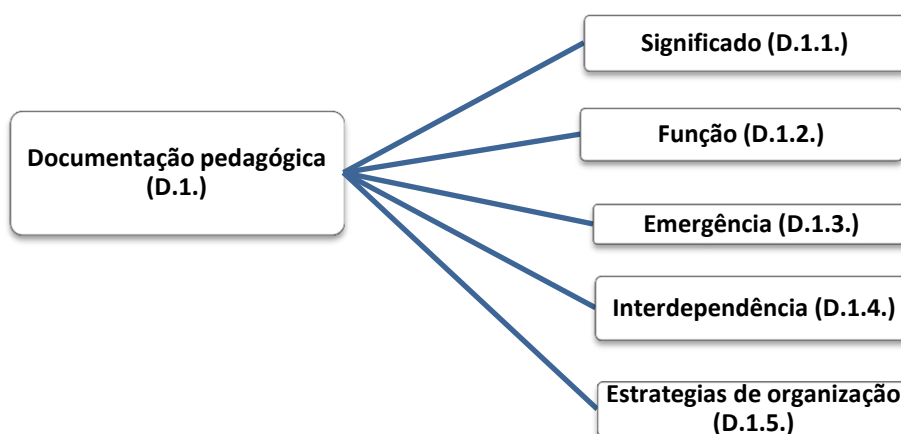 Documentação pedagógica
(D.1.)
Significado (D.1.1.)
Função (D.1.2.)
Emergência (D.1.3.)
Interdependência (D.1.4.)
Estrategias de organização
(D.1.5.)